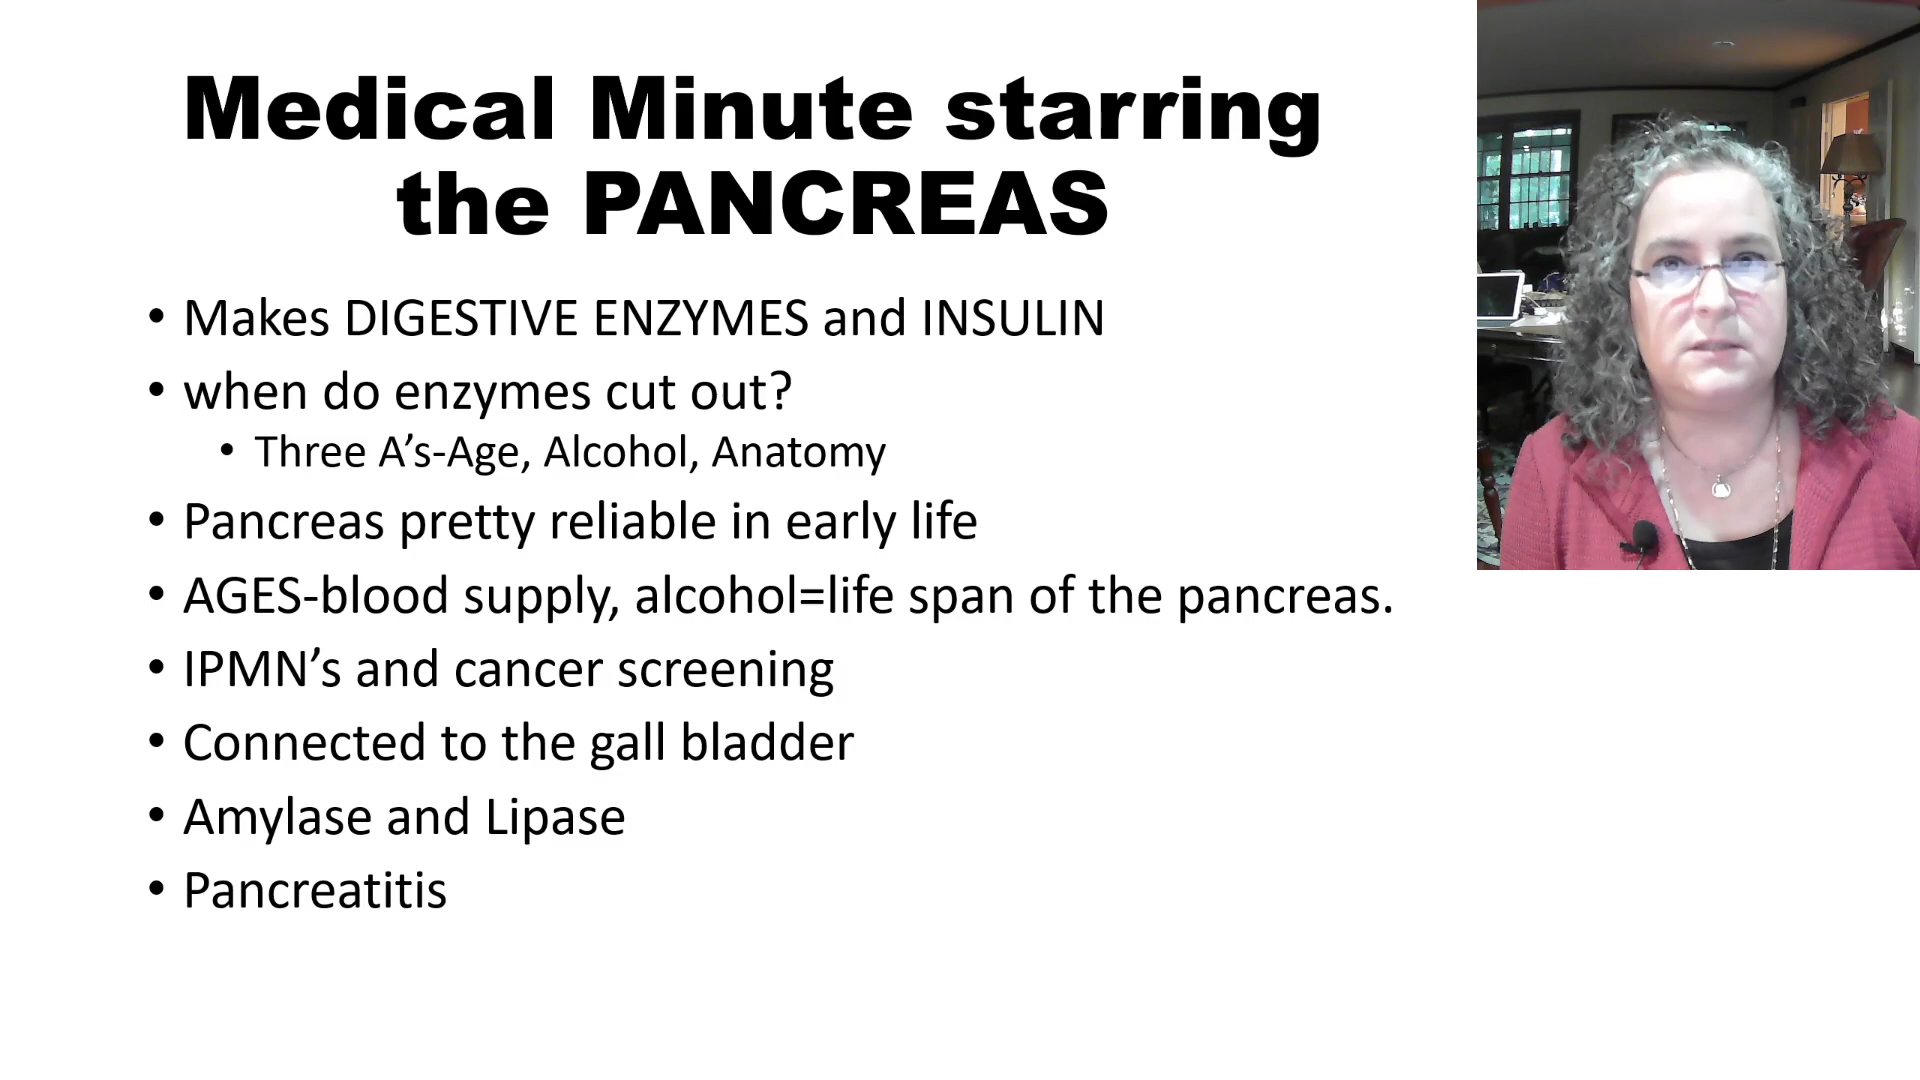 Medical Minute starring
the PANCREAS
• Makes DIGESTIVE ENZYMES and INSULIN
• when do enzymes cut out?
• Three A’s-Age, Alcohol, Anatomy
• Pancreas pretty reliable in early life
• AGES-blood supply, alcohol=life span of the pancreas.
• IPMN’s and cancer screening
• Connected to the gall bladder
• Amylase and Lipase
• Pancreatitis